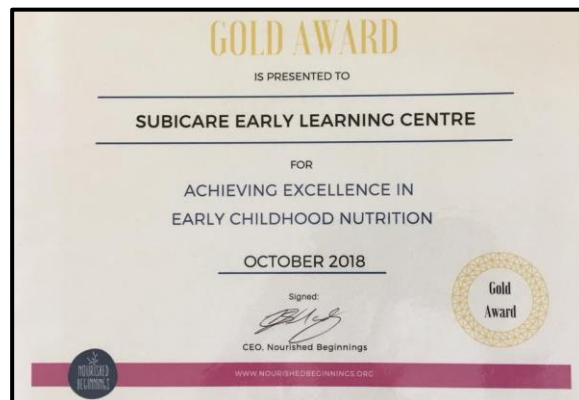 GOLD AWARD
IS PRESENTED TO
SUBICARE EARLY LEARNING CENTRE
FOR
ACHIEVING EXCELLENCE IN
EARLY CHILDHOOD NUTRITION
OCTOBER 2018
Gold
Award
Signed:
CEO, Nourished Beginnings
NOURISHED
BEGINNINGS
WWW.NOURISHEDBEGINNINGS.ORG